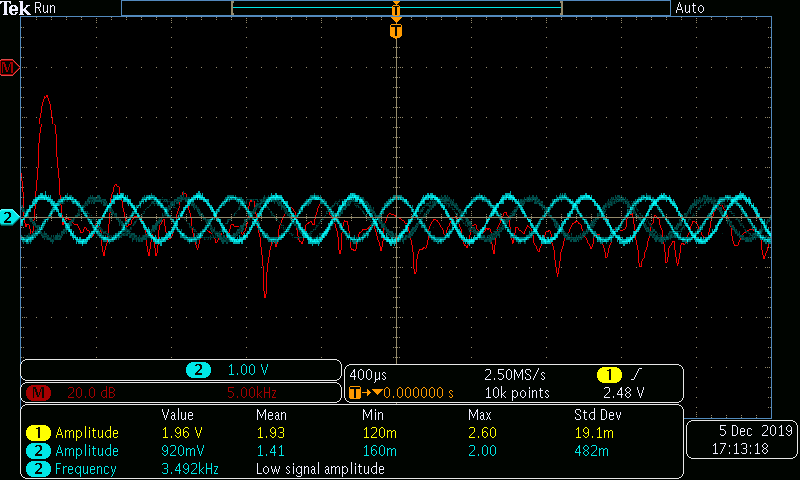 Tek Run Auto
T
M
2
2 1.00 V
M 20.0 dB 5.00kHz
400µs 2.50MS/s 1
T→▼0.000000 s 10k points 2.48 V
Value Mean Min Max Std Dev
1 Amplitude 1.96 V 1.93 120m 2.60 19.1m
2 Amplitude 920mV 1.41 160m 2.00 482m
2 Frequency 3.492kHz Low signal amplitude
5 Dec 2019
17:13:18